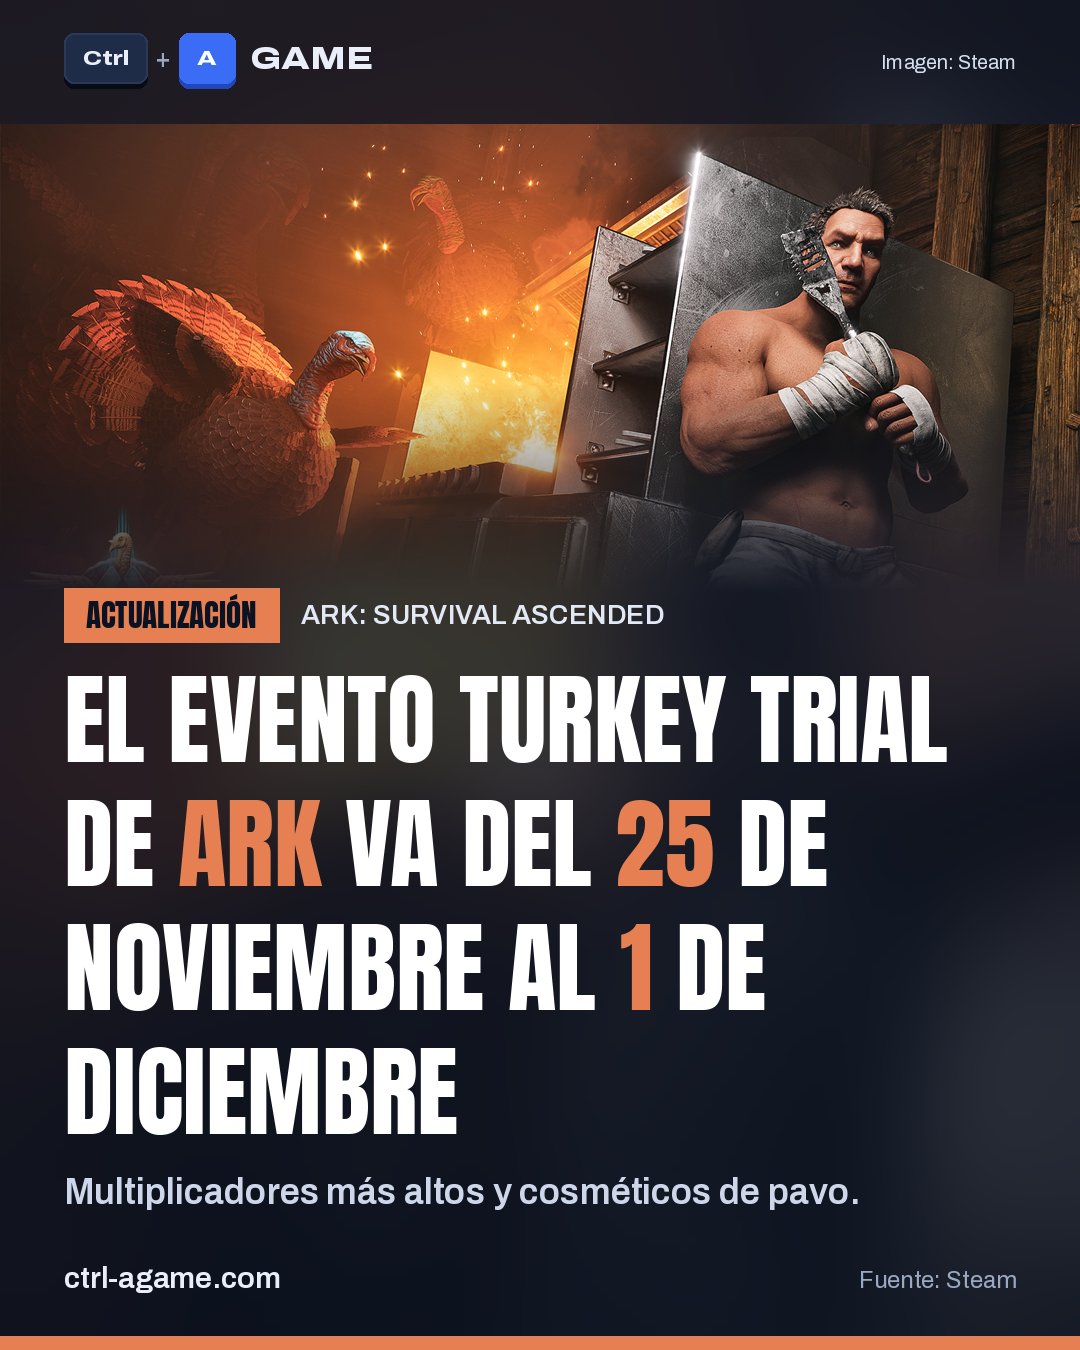 Ctrl + A GAME
Imagen: Steam
ACTUALIZACIÓN
ARK: SURVIVAL ASCENDED
EL EVENTO TURKEY TRIAL
DE ARK VA DEL 25 DE
NOVIEMBRE AL 1 DE
DICIEMBRE
Multiplicadores más altos y cosméticos de pavo.
ctrl-agame.com
Fuente: Steam